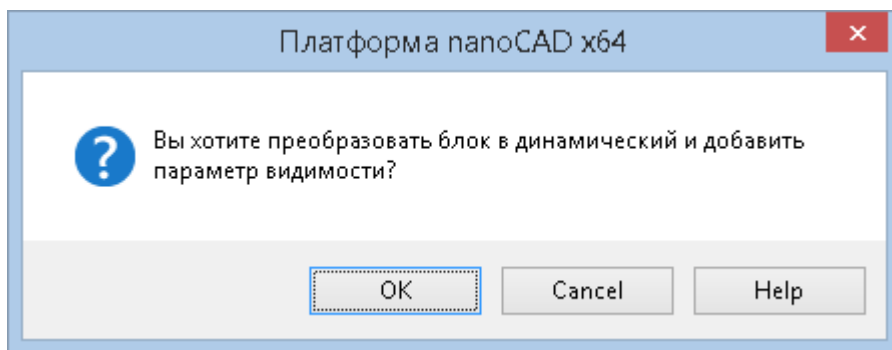 Платформа nanoCAD x64
Вы хотите преобразовать блок в динамический и добавить
параметр видимости?
OK
Cancel
Help